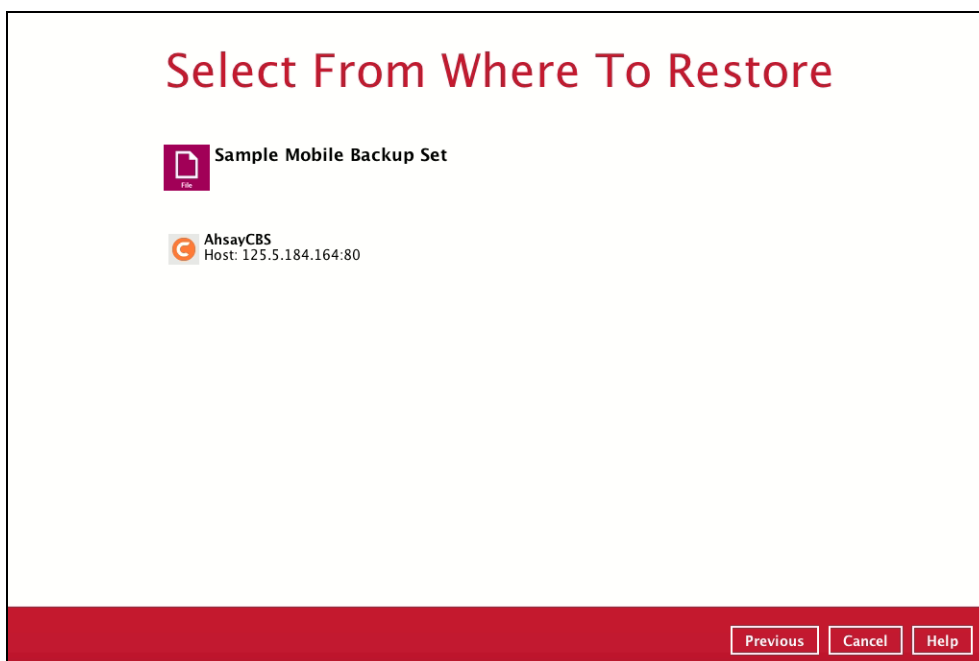 Select From Where To Restore
Sample Mobile Backup Set
File
AhsayCBS
Host: 125.5.184.164:80
Previous
Cancel
Help